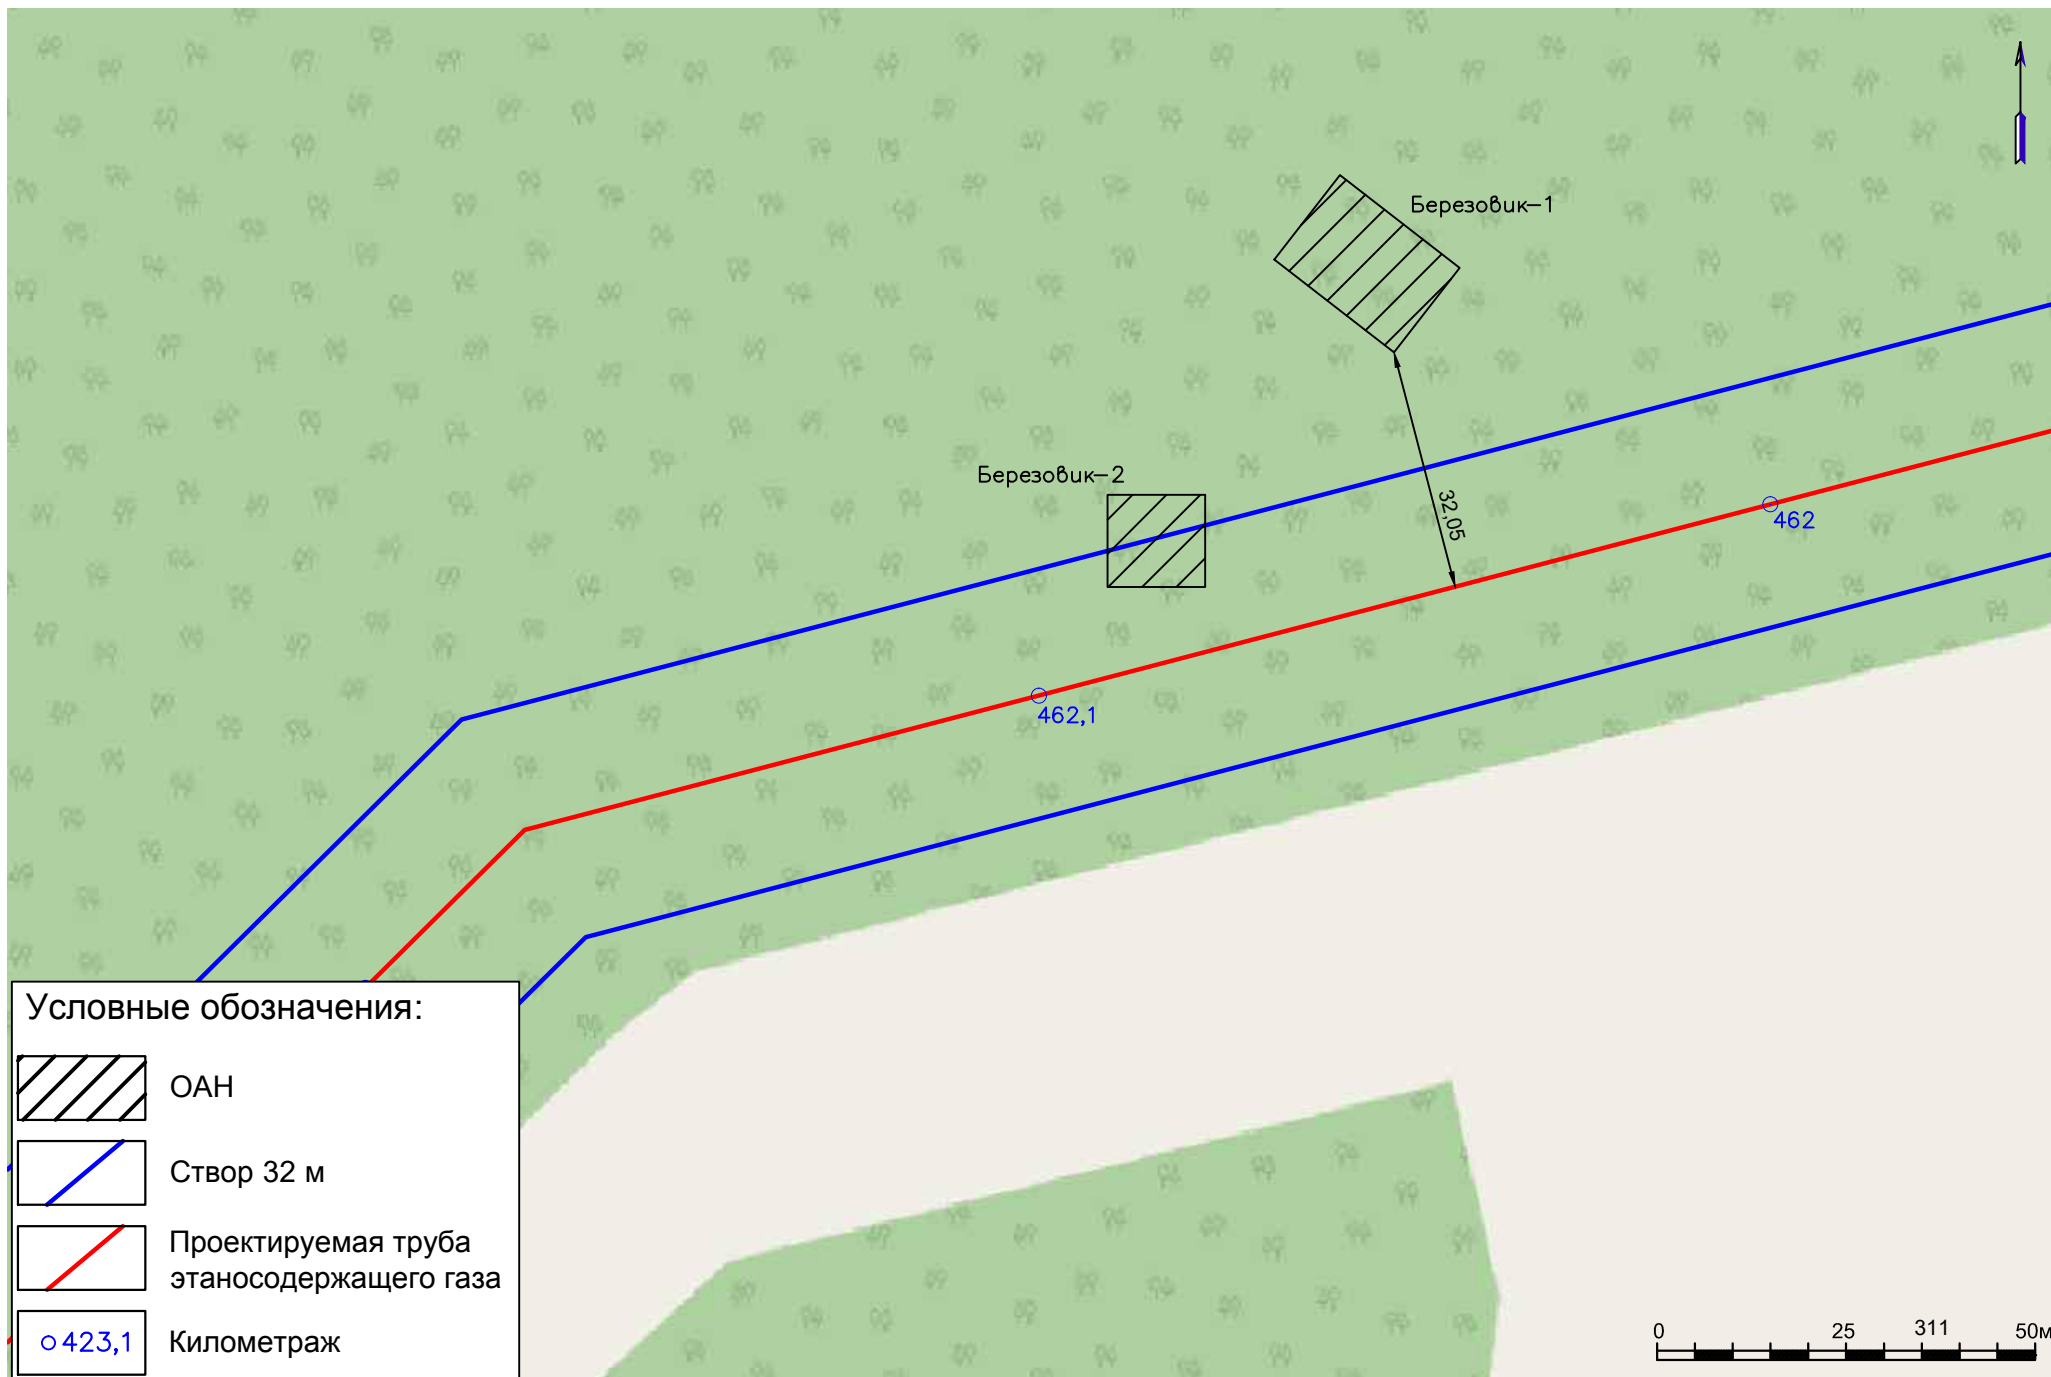 Березовик-1
Березовик-2
32,05
462
462,1
Условные обозначения:
ОАН
Створ 32 м
Проектируемая труба
этаносодержащего газа
423,1 Километраж
0 25 311 50м